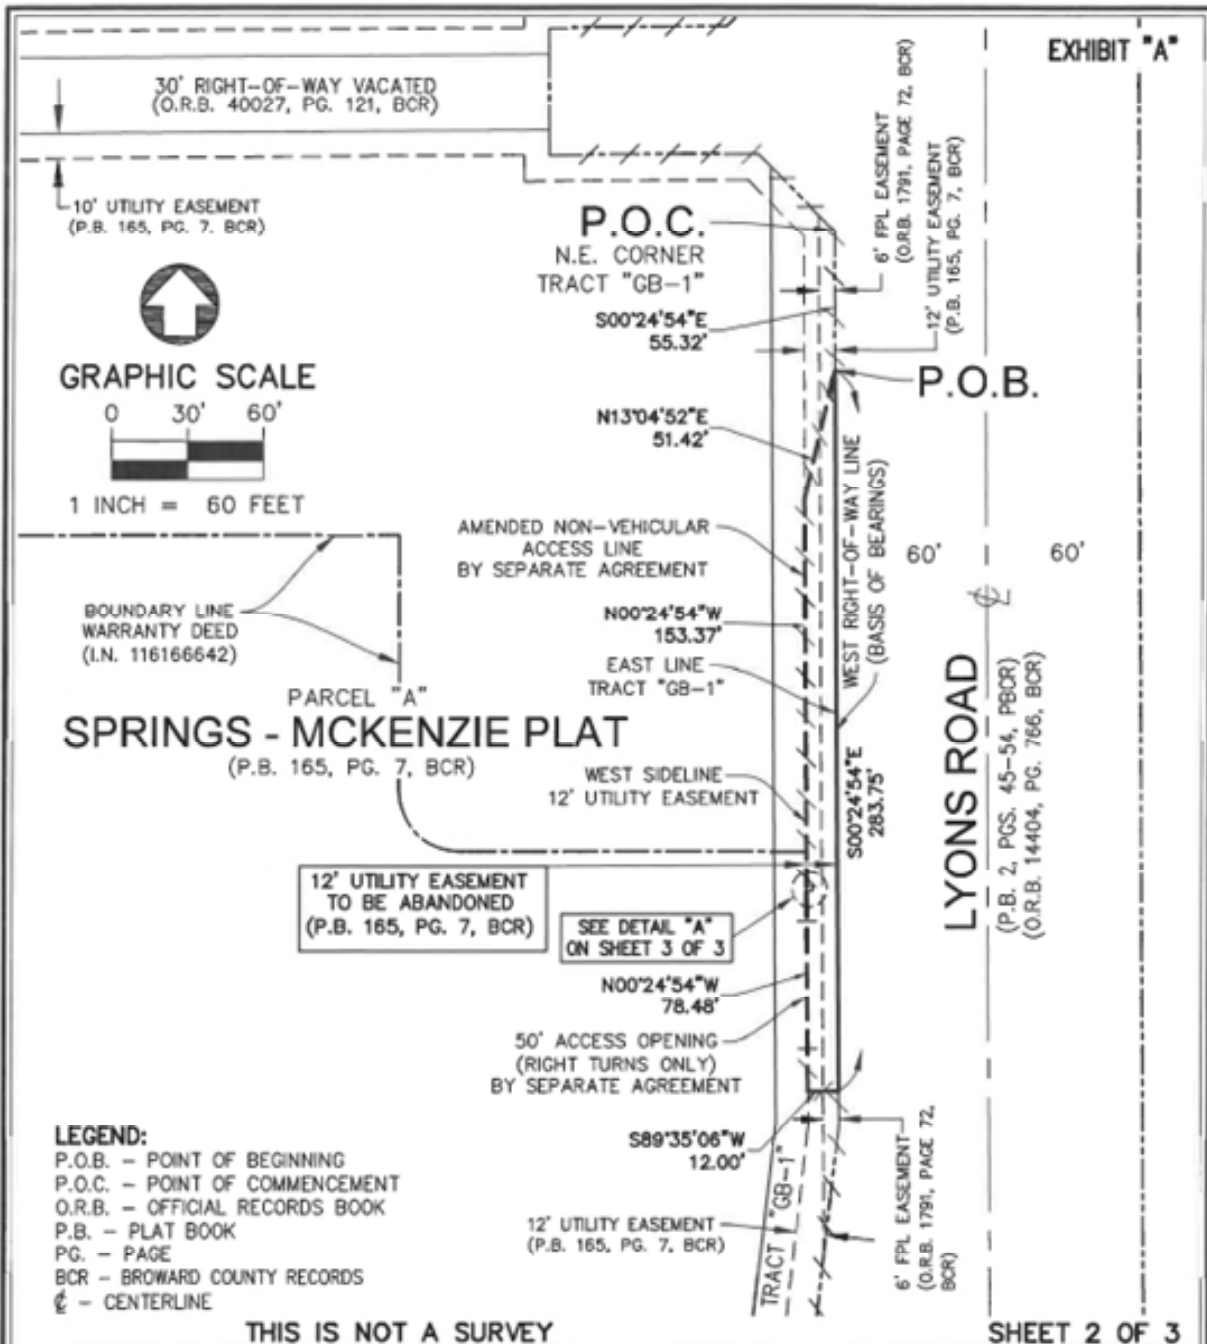 EXHIBIT "A"
30' RIGHT-OF-WAY VACATED
(O.R.B. 40027, PG. 121, BCR)
10' UTILITY EASEMENT
(P.B. 165, PG. 7. BCR)
6' FPL EASEMENT
(O.R.B. 1791, PAGE 72, BCR)
12' UTILITY EASEMENT
(P.B. 165, PG. 7, BCR)
P.O.C.
N.E. CORNER
TRACT "GB-1"
S00°24'54"E
55.32'
P.O.B.
GRAPHIC SCALE
0 30' 60'
1 INCH = 60 FEET
N13°04'52"E
51.42'
WEST RIGHT-OF-WAY LINE
(BASIS OF BEARINGS)
AMENDED NON-VEHICULAR
ACCESS LINE
BY SEPARATE AGREEMENT
60'
60'
BOUNDARY LINE
WARRANTY DEED
(I.N. 116166642)
N00°24'54"W
153.37'
EAST LINE
TRACT "GB-1"
PARCEL "A"
SPRINGS - MCKENZIE PLAT
(P.B. 165, PG. 7, BCR)
WEST SIDELINE
12' UTILITY EASEMENT
S00°24'54"E
283.75'
LYONS ROAD
(P.B. 2, PGS. 45-54, PBCR)
(O.R.B. 14404, PG. 766, BCR)
12' UTILITY EASEMENT
TO BE ABANDONED
(P.B. 165, PG. 7, BCR)
SEE DETAIL "A"
ON SHEET 3 OF 3
N00°24'54"W
78.48'
50' ACCESS OPENING
(RIGHT TURNS ONLY)
BY SEPARATE AGREEMENT
S89°35'06"W
12.00'
TRACT "GB-1"
12' UTILITY EASEMENT
(P.B. 165, PG. 7, BCR)
6' FPL EASEMENT
(O.R.B. 1791, PAGE 72,
BCR)
LEGEND:
P.O.B. - POINT OF BEGINNING
P.O.C. - POINT OF COMMENCEMENT
O.R.B. - OFFICIAL RECORDS BOOK
P.B. - PLAT BOOK
PG. - PAGE
BCR - BROWARD COUNTY RECORDS
℄ - CENTERLINE
THIS IS NOT A SURVEY
SHEET 2 OF 3